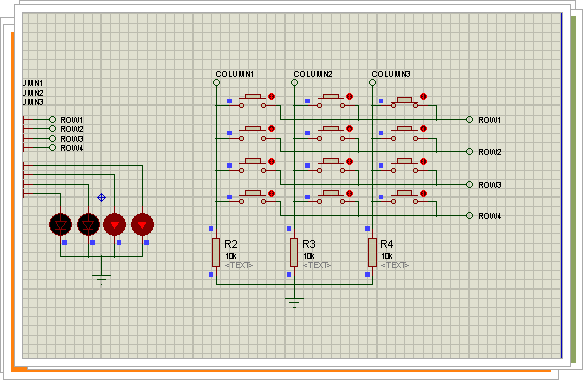 COLUMN1 COLUMN2 COLUMN3
UMN1
UMN2
UMN3
ROW1
ROW2
ROW3
ROW4
ROW1
ROW2
ROW3
ROW4
R2
10k
<TEXT>
R3
10k
<TEXT>
R4
10k
<TEXT>